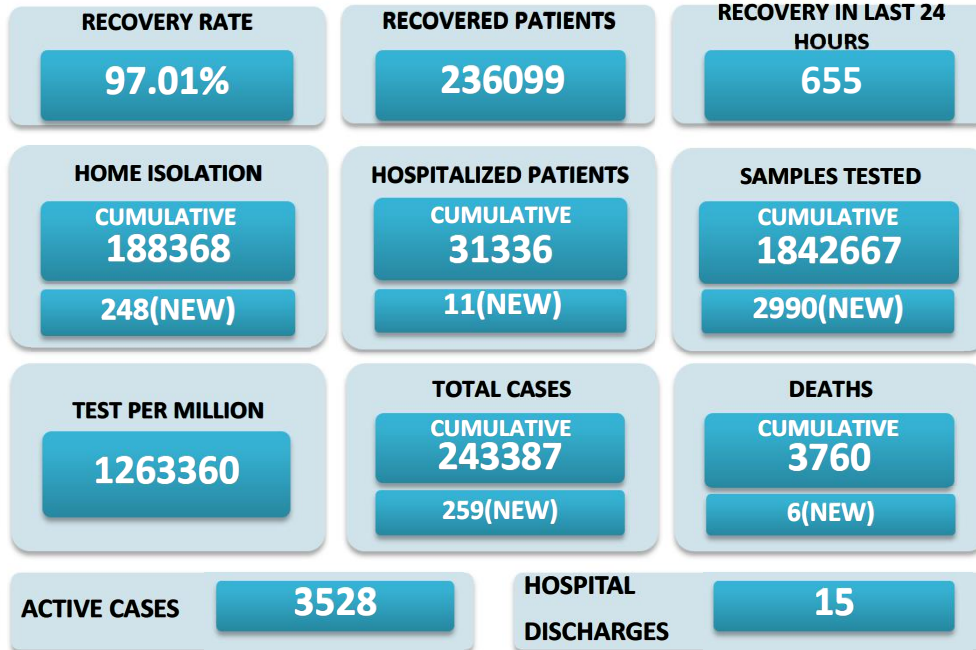 RECOVERY RATE
97.01%
RECOVERED PATIENTS
236099
RECOVERY IN LAST 24
HOURS
655
HOME ISOLATION
CUMULATIVE
188368
248(NEW)
HOSPITALIZED PATIENTS
CUMULATIVE
31336
11(NEW)
SAMPLES TESTED
CUMULATIVE
1842667
2990(NEW)
TEST PER MILLION
1263360
TOTAL CASES
CUMULATIVE
243387
259(NEW)
DEATHS
CUMULATIVE
3760
6(NEW)
ACTIVE CASES
3528
HOSPITAL
DISCHARGES
15